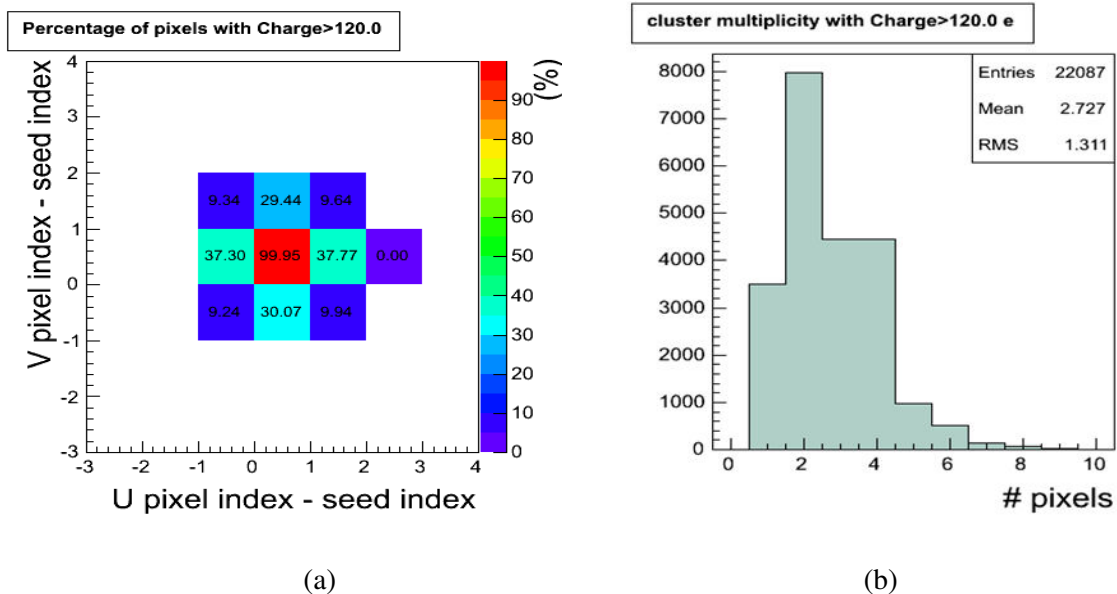 Percentage of pixels with Charge>120.0
V pixel index - seed index
4
3
2
1
0
-1
-2
-3
9.34 29.44 9.64
37.30 99.95 37.77 0.00
9.24 30.07 9.94
-3 -2 -1 0 1 2 3 4
U pixel index - seed index
(%)
90
80
70
60
50
40
30
20
10
0
(a)
cluster multiplicity with Charge>120.0 e
Entries 22087
Mean 2.727
RMS 1.311
8000
7000
6000
5000
4000
3000
2000
1000
0
0 2 4 6 8 10
# pixels
(b)